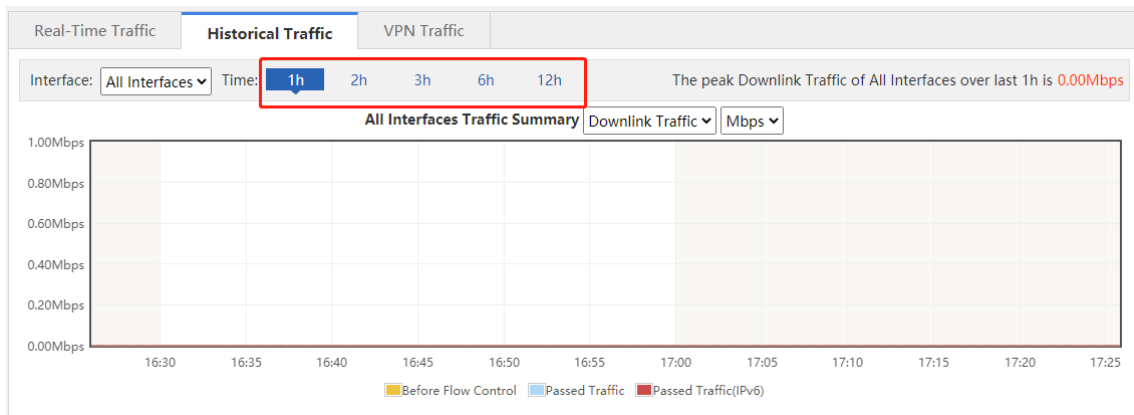 Real-Time Traffic Historical Traffic VPN Traffic
Interface: All Interfaces Time: 1h 2h 3h 6h 12h The peak Downlink Traffic of All Interfaces over last 1h is 0.00Mbps
All Interfaces Traffic Summary Downlink Traffic Mbps
1.00Mbps
0.80Mbps
0.60Mbps
0.40Mbps
0.20Mbps
0.00Mbps
16:30 16:35 16:40 16:45 16:50 16:55 17:00 17:05 17:10 17:15 17:20 17:25
Before Flow Control Passed Traffic Passed Traffic(IPv6)